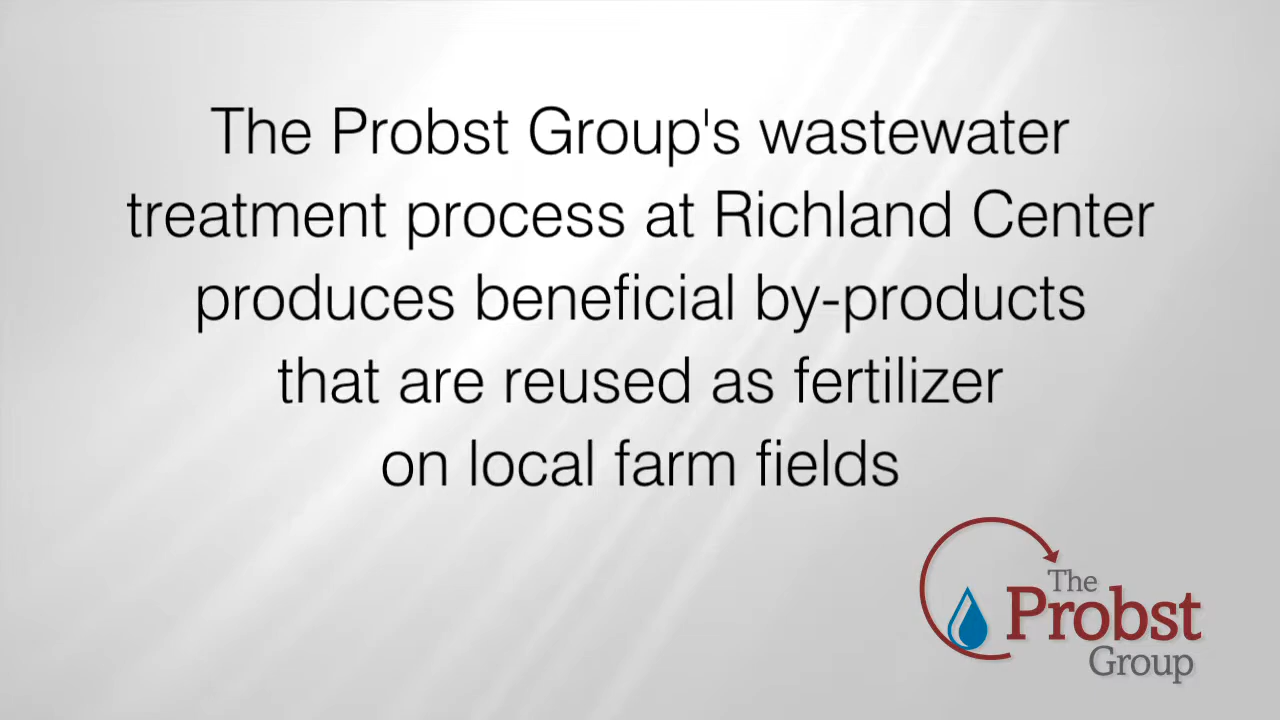 The Probst Group's wastewater
treatment process at Richland Center
produces beneficial by-products
that are reused as fertilizer
on local farm fields
The
Probst
Group